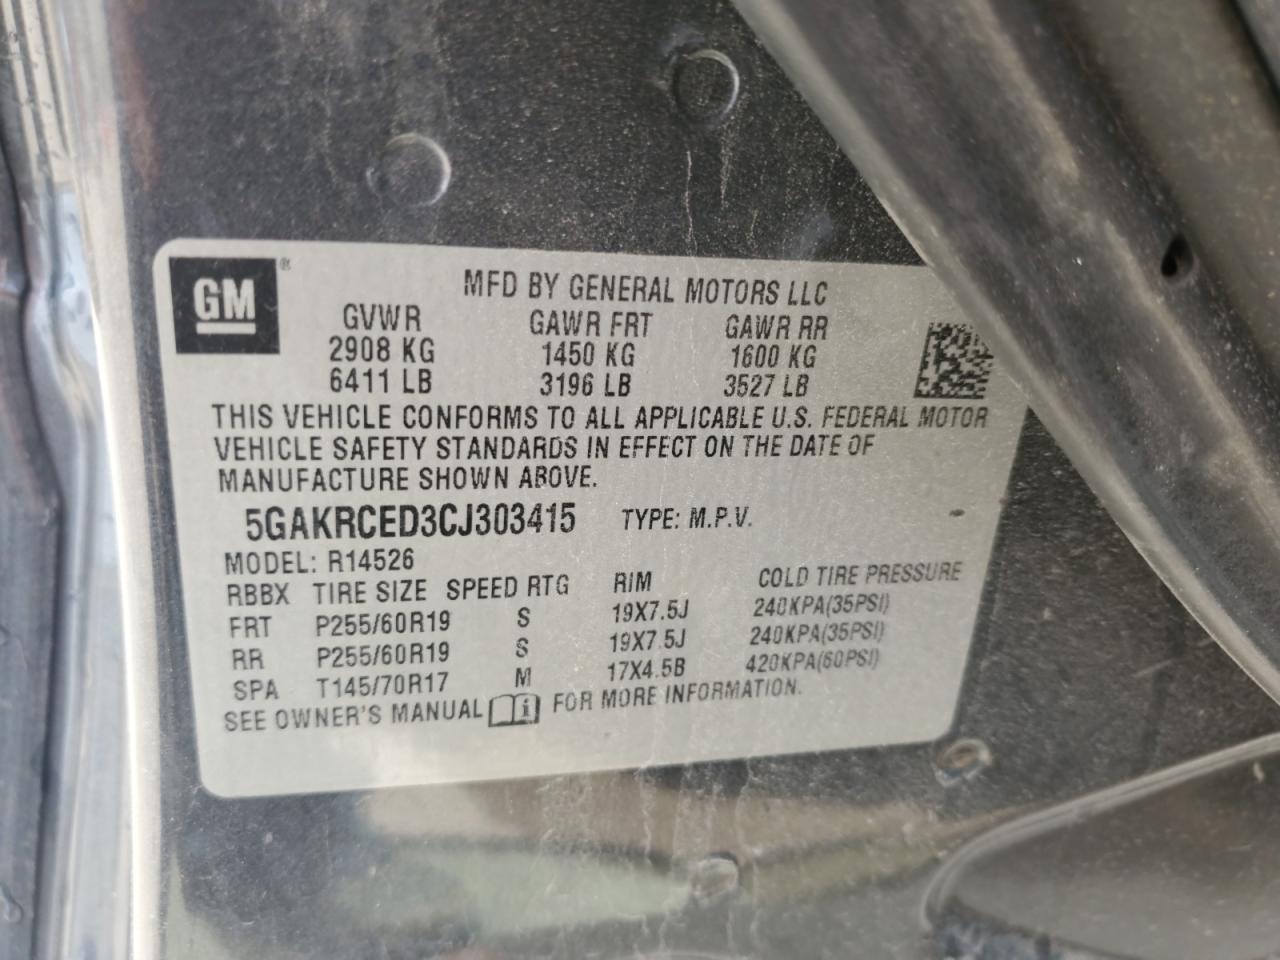 GM ®
MFD BY GENERAL MOTORS LLC
GVWR GAWR FRT GAWR RR
2908 KG 1450 KG 1600 KG
6411 LB 3196 LB 3527 LB
THIS VEHICLE CONFORMS TO ALL APPLICABLE U.S. FEDERAL MOTOR
VEHICLE SAFETY STANDARDS IN EFFECT ON THE DATE OF
MANUFACTURE SHOWN ABOVE.
5GAKRCED3CJ303415 TYPE: M.P.V.
MODEL: R14526
RBBX TIRE SIZE SPEED RTG RIM COLD TIRE PRESSURE
FRT P255/60R19 S 19X7.5J 240KPA(35PSI)
RR P255/60R19 S 19X7.5J 240KPA(35PSI)
SPA T145/70R17 M 17X4.5B 420KPA(60PSI)
SEE OWNER'S MANUAL i FOR MORE INFORMATION.